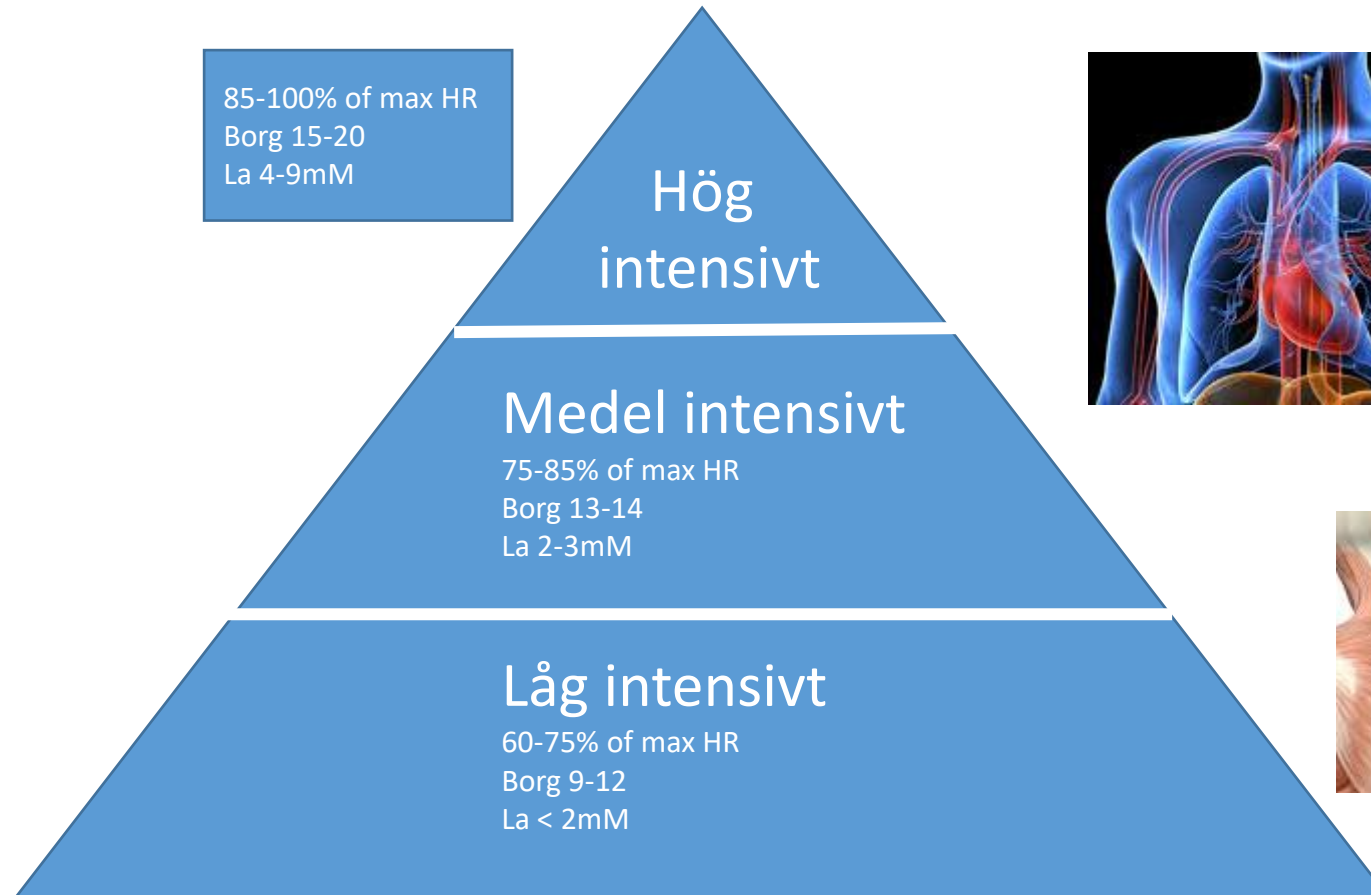 85-100% of max HR
Borg 15-20
La 4-9mM
Hög
intensivt
Medel intensivt
75-85% of max HR
Borg 13-14
La 2-3mM
Låg intensivt
60-75% of max HR
Borg 9-12
La < 2mM